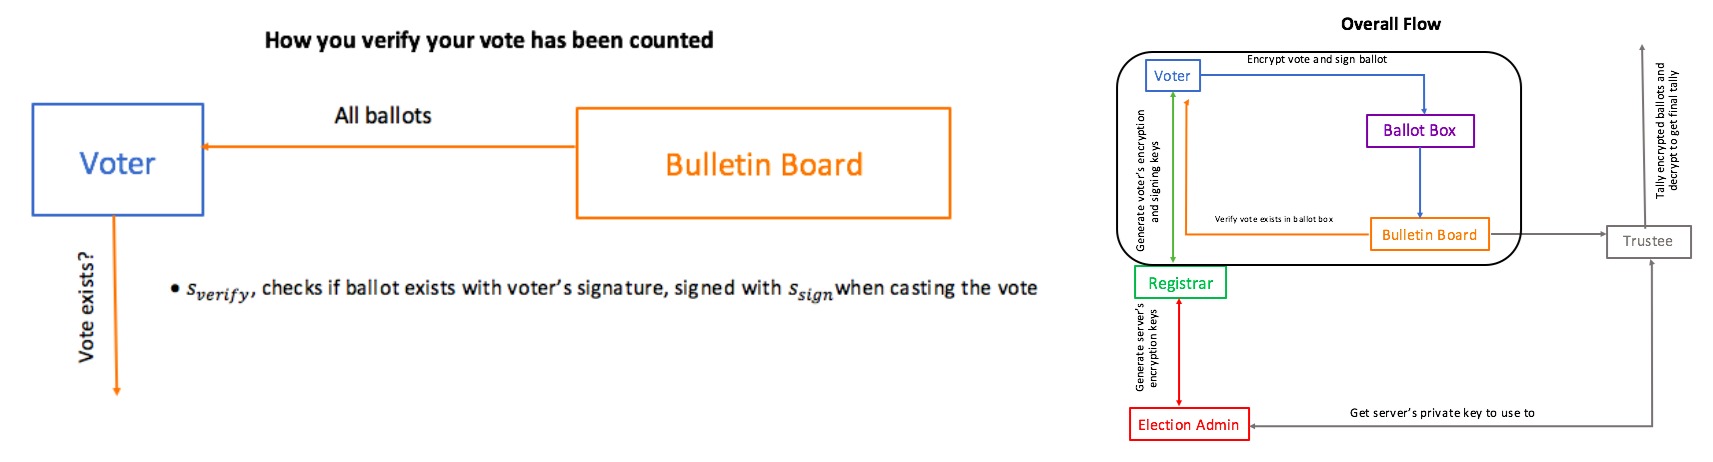 How you verify your vote has been counted
All ballots
Voter
Bulletin Board
Vote exists?
• s_verify, checks if ballot exists with voter's signature, signed with s_sign when casting the vote
Overall Flow
Encrypt vote and sign ballot
Voter
Ballot Box
Generate voter's encryption
and signing keys
Verify vote exists in ballot box
Bulletin Board
Tally encrypted ballots and
decrypt to get final tally
Trustee
Registrar
Generate server's
encryption keys
Election Admin
Get server's private key to use to